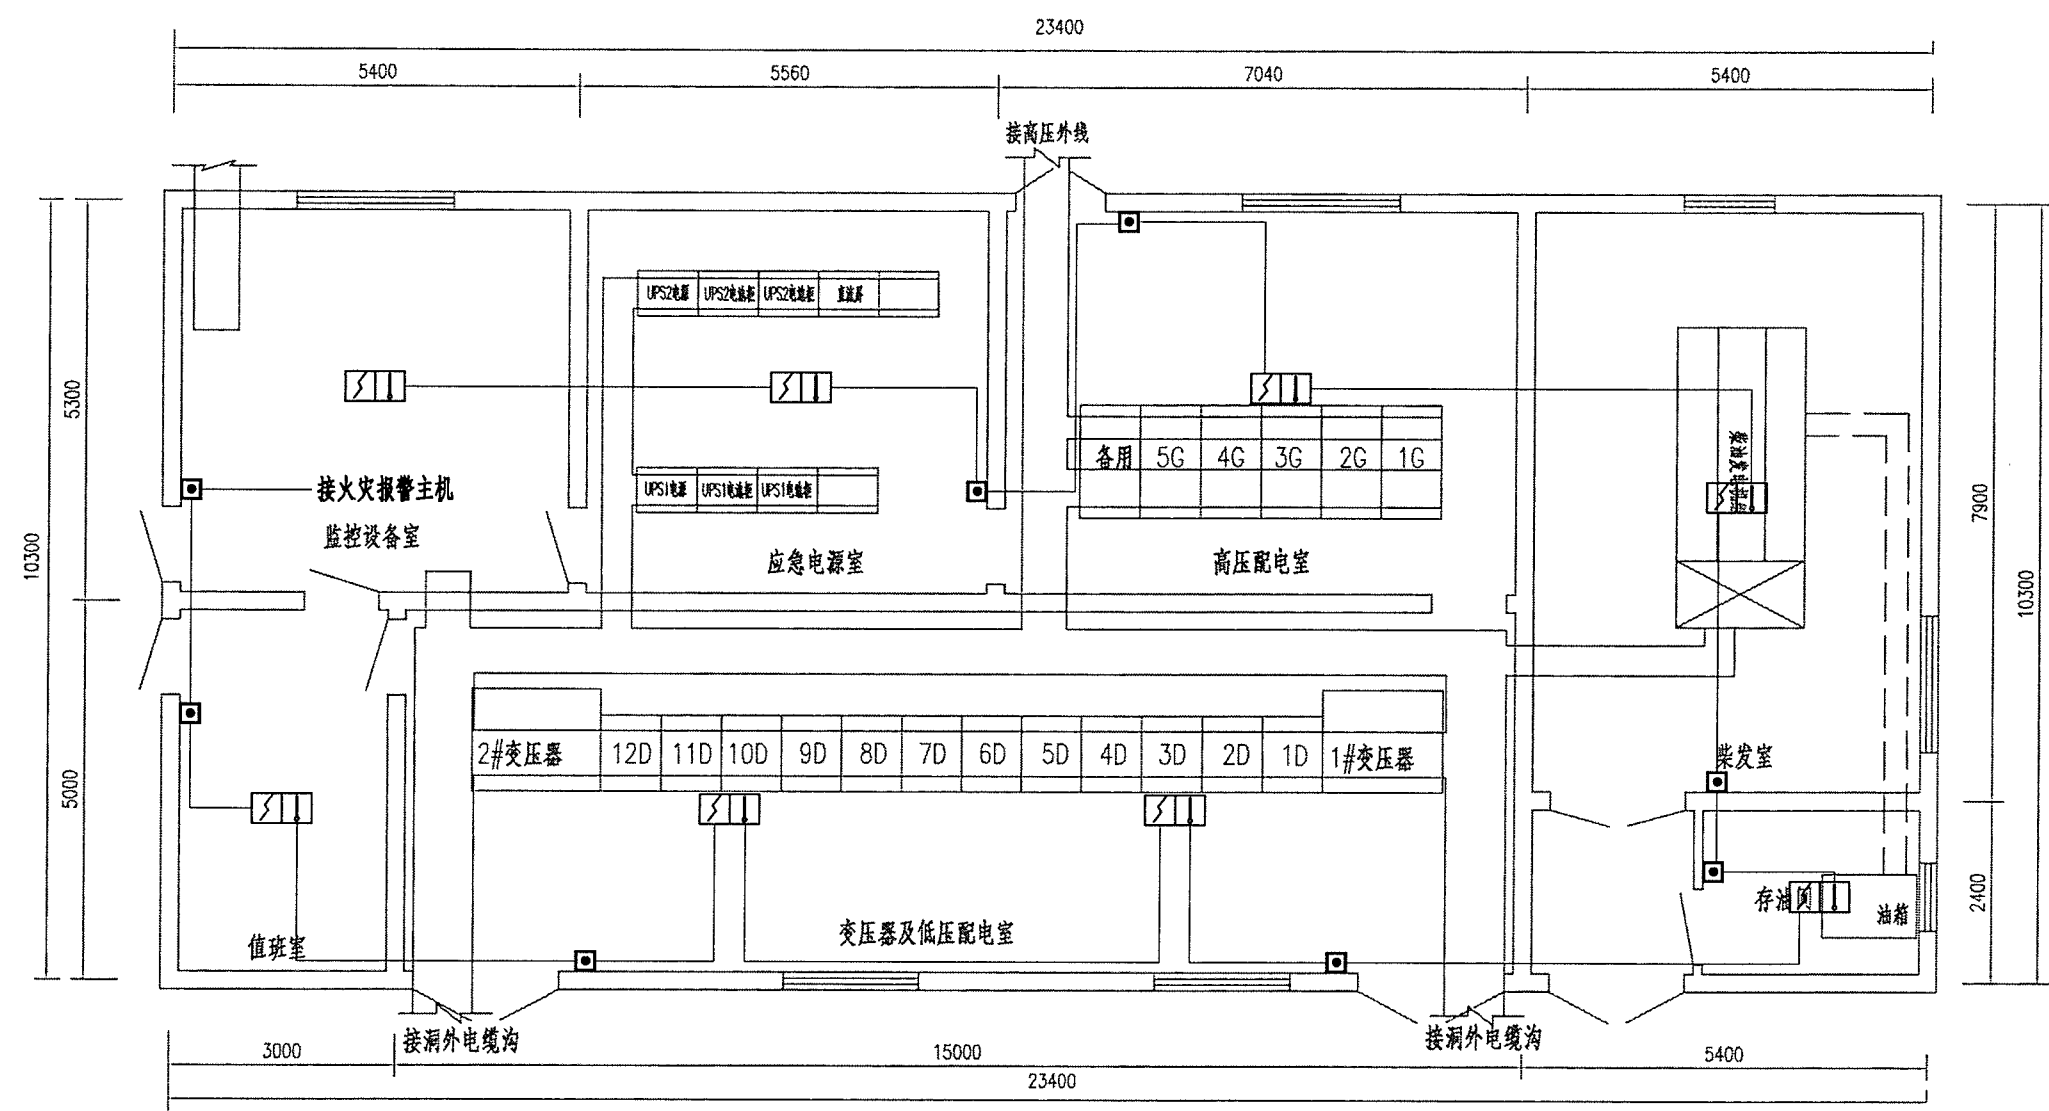 23400
5400
5560
7040
5400
接高压外线
UPS2电源
UPS2电池柜
UPS2电池柜
直流屏
5300
10300
7900
10300
备用
5G
4G
3G
2G
1G
UPS1电源
UPS1电池柜
UPS1电池柜
接火灾报警主机
监控设备室
应急电源室
高压配电室
2#变压器
12D
11D
10D
9D
8D
7D
6D
5D
4D
3D
2D
1D
1#变压器
柴发室
5000
2400
值班室
变压器及低压配电室
存油间
油箱
接洞外电缆沟
接洞外电缆沟
3000
15000
5400
23400